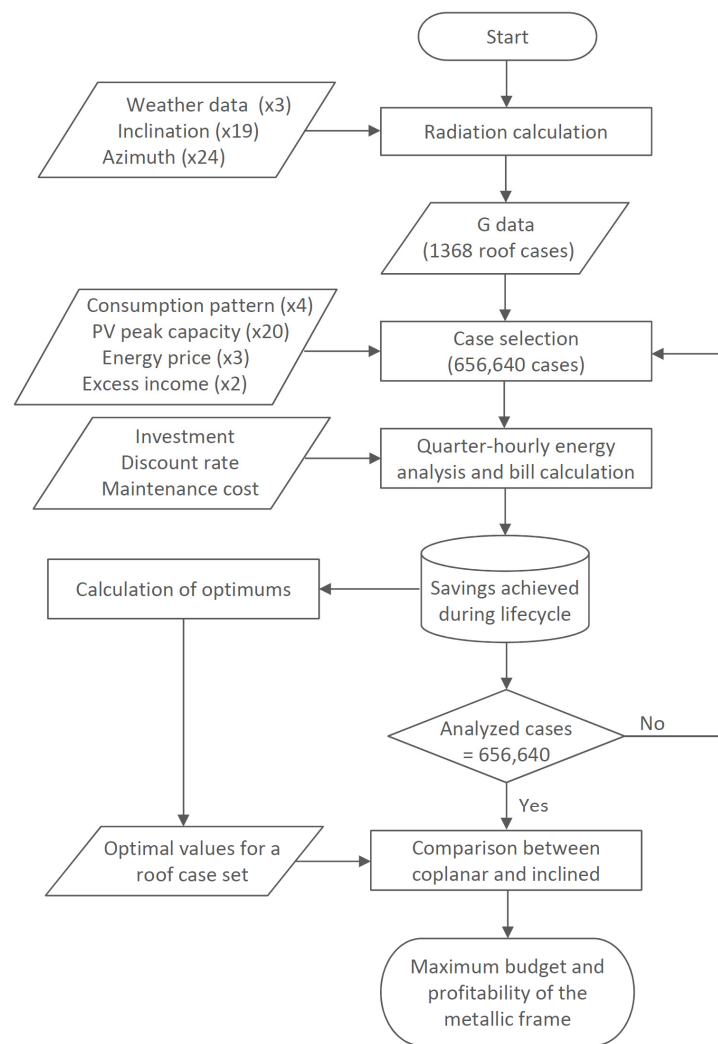 Start
Weather data (x3)
Inclination (x19)
Azimuth (x24)
Radiation calculation
G data
(1368 roof cases)
Consumption pattern (x4)
PV peak capacity (x20)
Energy price (x3)
Excess income (x2)
Case selection
(656,640 cases)
Investment
Discount rate
Maintenance cost
Quarter-hourly energy
analysis and bill calculation
Calculation of optimums
Savings achieved
during lifecycle
Analyzed cases
= 656,640
No
Yes
Optimal values for a
roof case set
Comparison between
coplanar and inclined
Maximum budget and
profitability of the
metallic frame